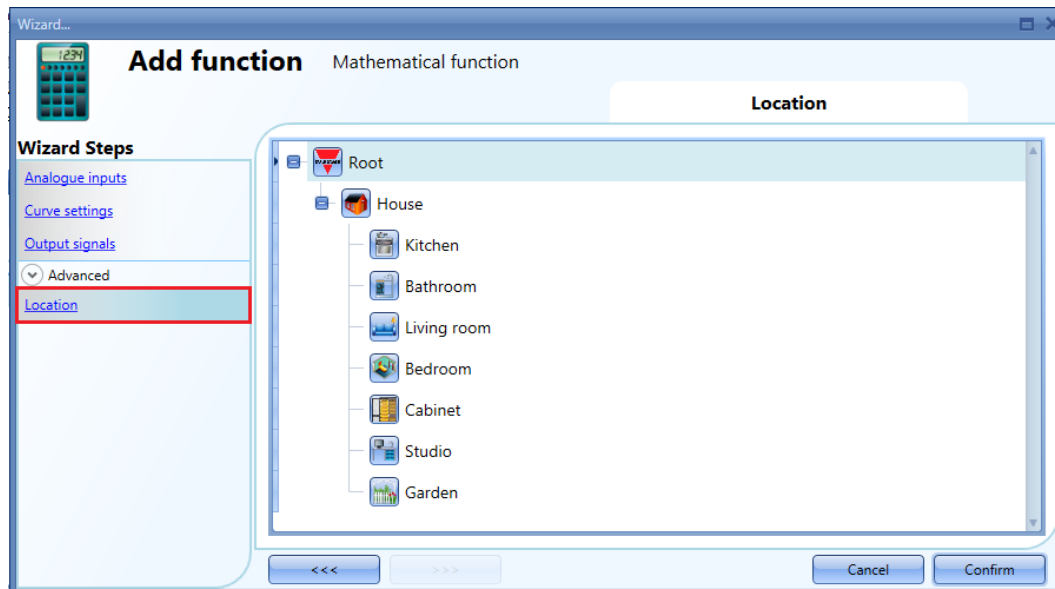 Wizard...
1234
Add function Mathematical function
Location
Wizard Steps
Analogue inputs
Curve settings
Output signals
Advanced
Location
Root
House
Kitchen
Bathroom
Living room
Bedroom
Cabinet
Studio
Garden
<<< >>> Cancel Confirm